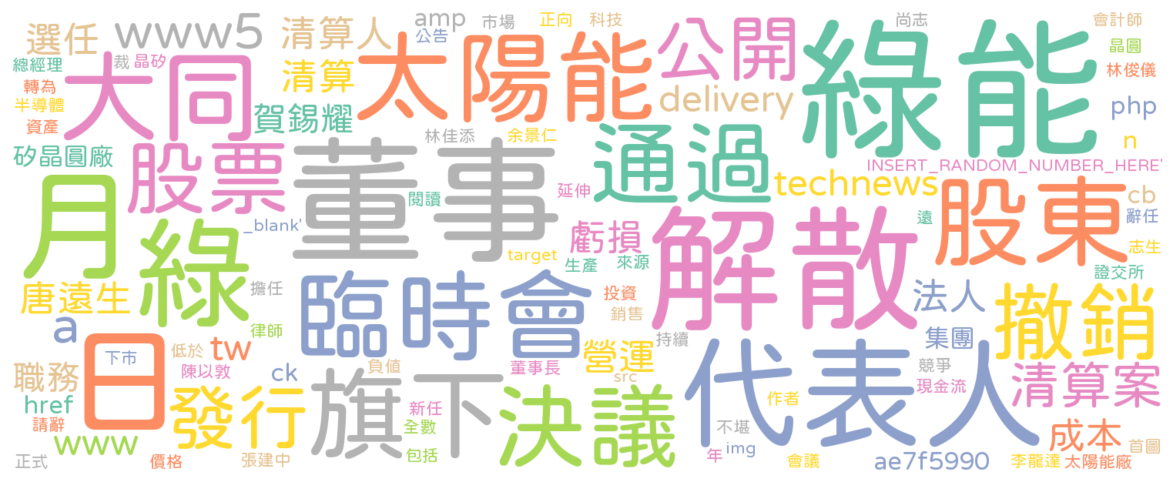 選任
www5
清算人
amp
市場
正向
科技
公開
綠能
尚志
會計師
總經理
裁
晶矽
大同
清算
公告
太陽能
晶圓
轉為
半導體
林俊儀
資產
賀錫耀
delivery
php
矽晶圓廠
股票
董事
林佳添
余景仁
通過
n
INSERT_RANDOM_NUMBER_HERE'
月
閱讀
延伸
technews
股東
cb
辭任
綠
_blank'
target
虧損
解散
遠
志生
生產
來源
證交所
唐遠生
擔任
臨時會
投資
法人
撤銷
a
律師
銷售
集團
日
下市
低於
tw
負值
董事長
營運
持續
代表人
競爭
職務
陳以敦
ck
旗下
src
現金流
清算案
href
請辭
發行
新任
全數
決議
作者
www
不堪
成本
首圖
正式
價格
張建中
包括
年
img
會議
ae7f5990
李龍達
太陽能廠